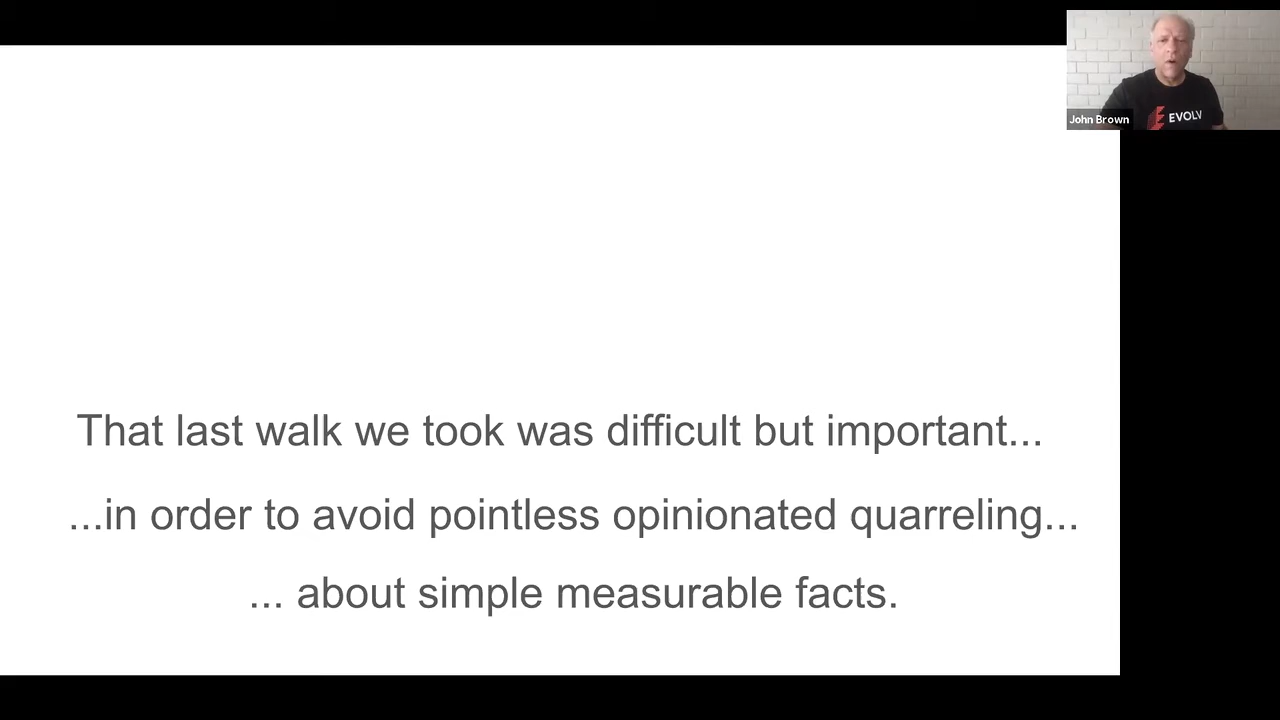 EVOLV
John Brown
That last walk we took was difficult but important...
...in order to avoid pointless opinionated quarreling...
... about simple measurable facts.